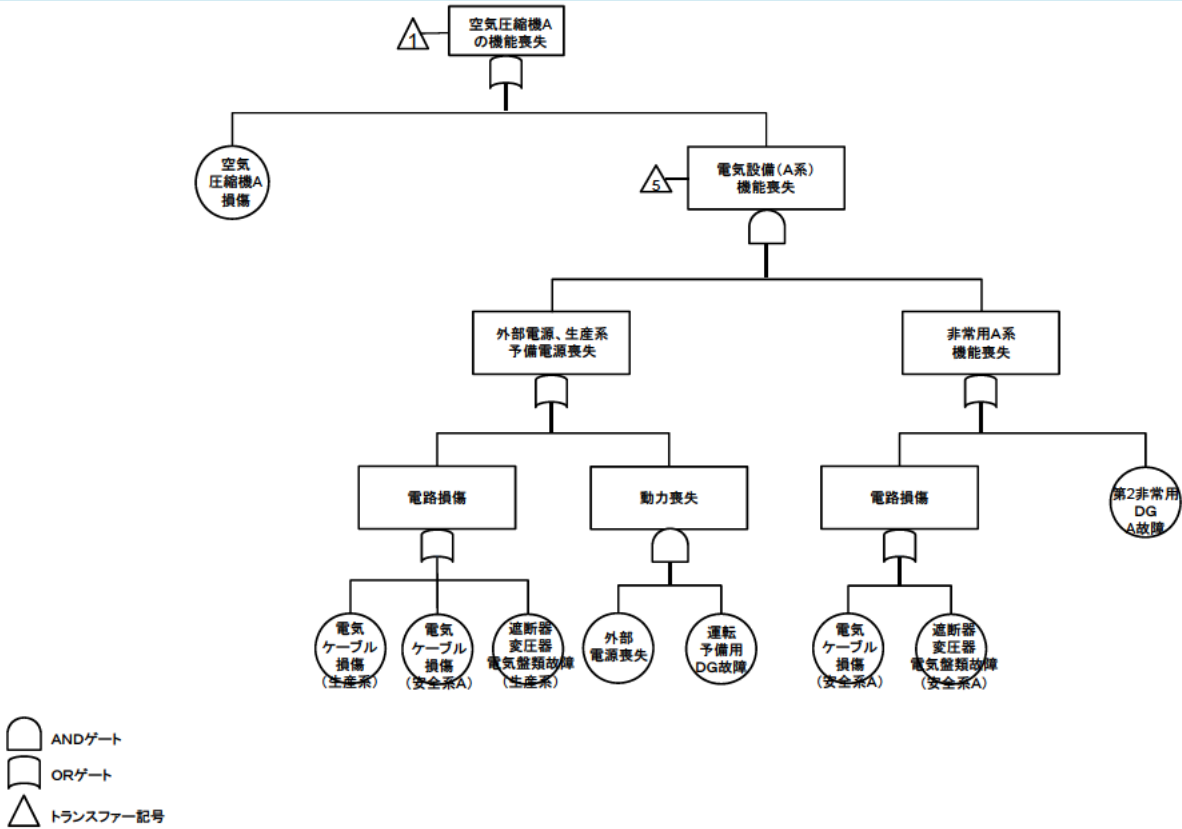 空気圧縮機A
の機能喪失
1
空気
圧縮機A
損傷
電気設備(A系)
機能喪失
5
外部電源、生産系
予備電源喪失
非常用A系
機能喪失
電路損傷
動力喪失
電路損傷
第2非常用
DG
A故障
電気
ケーブル
損傷
(生産系)
電気
ケーブル
損傷
(安全系A)
遮断器
変圧器
電気盤類故障
(生産系)
外部
電源喪失
運転
予備用
DG故障
電気
ケーブル
損傷
(安全系A)
遮断器
変圧器
電気盤類故障
(安全系A)
ANDゲート
ORゲート
トランスファー記号